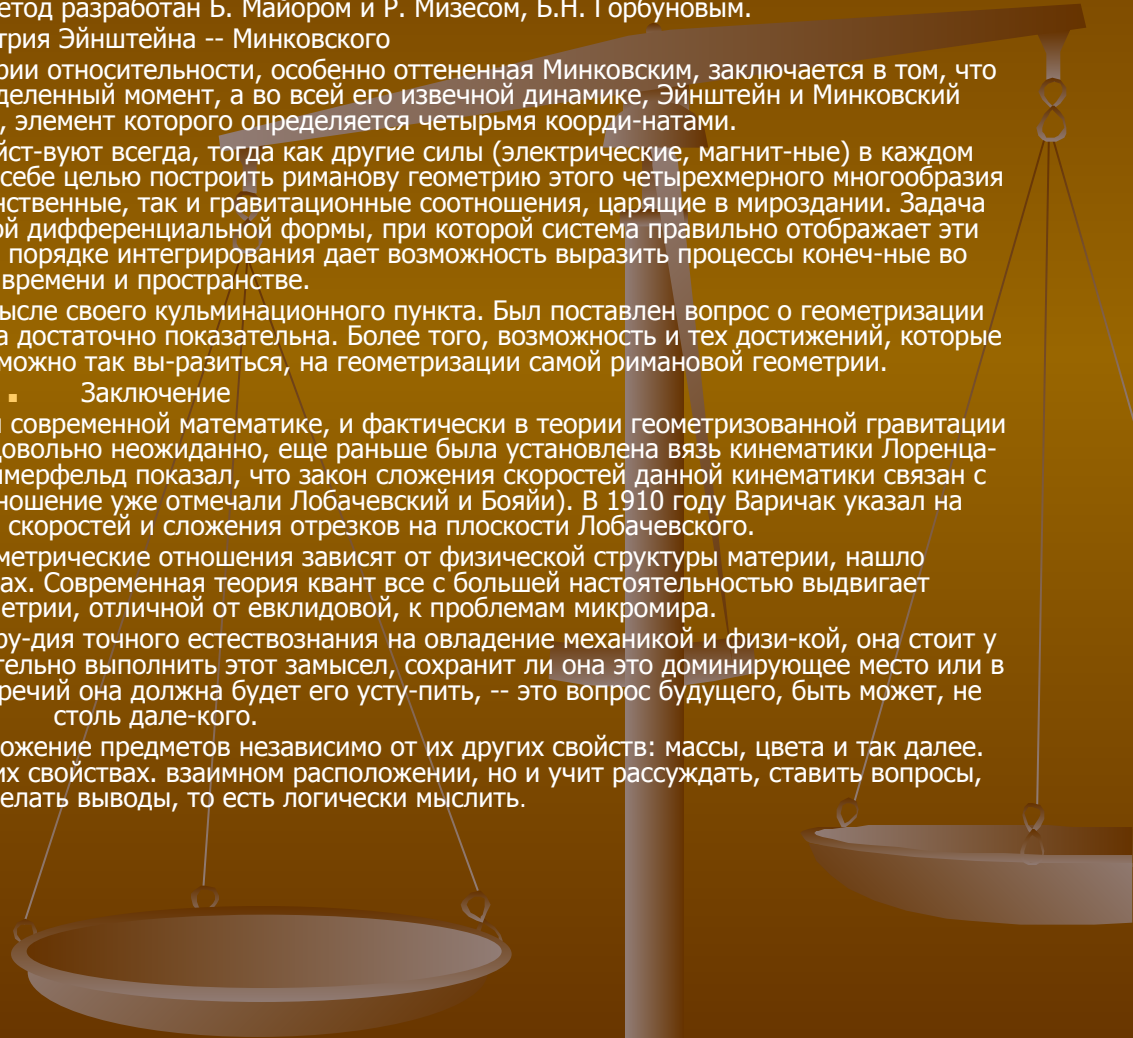 етод разработан Б. Майором и Р. Мизесом, Б.Н. Горбуновым.
трия Эйнштейна -- Минковского
рии относительности, особенно оттененная Минковским, заключается в том, что
деленный момент, а во всей его извечной динамике, Эйнштейн и Минковский
, элемент которого определяется четырьмя коорди-натами.
йст-вуют всегда, тогда как другие силы (электрические, магнит-ные) в каждом
себе целью построить риманову геометрию этого четырехмерного многообразия
нственные, так и гравитационные соотношения, царящие в мироздании. Задача
ой дифференциальной формы, при которой система правильно отображает эти
порядке интегрирования дает возможность выразить процессы конеч-ные во
времени и пространстве.
ысле своего кульминационного пункта. Был поставлен вопрос о геометризации
а достаточно показательна. Более того, возможность и тех достижений, которые
можно так вы-разиться, на геометризации самой римановой геометрии.
▪ Заключение
и современной математике, и фактически в теории геометризованной гравитации
довольно неожиданно, еще раньше была установлена вязь кинематики Лоренца-
ммерфельд показал, что закон сложения скоростей данной кинематики связан с
ношение уже отмечали Лобачевский и Бояйи). В 1910 году Варичак указал на
скоростей и сложения отрезков на плоскости Лобачевского.
метрические отношения зависят от физической структуры материи, нашло
ах. Современная теория квант все с большей настоятельностью выдвигает
етрии, отличной от евклидовой, к проблемам микромира.
ру-дия точного естествознания на овладение механикой и физи-кой, она стоит у
ательно выполнить этот замысел, сохранит ли она это доминирующее место или в
речий она должна будет его усту-пить, -- это вопрос будущего, быть может, не
столь дале-кого.
ожение предметов независимо от их других свойств: массы, цвета и так далее.
их свойствах. взаимном расположении, но и учит рассуждать, ставить вопросы,
елать выводы, то есть логически мыслить.